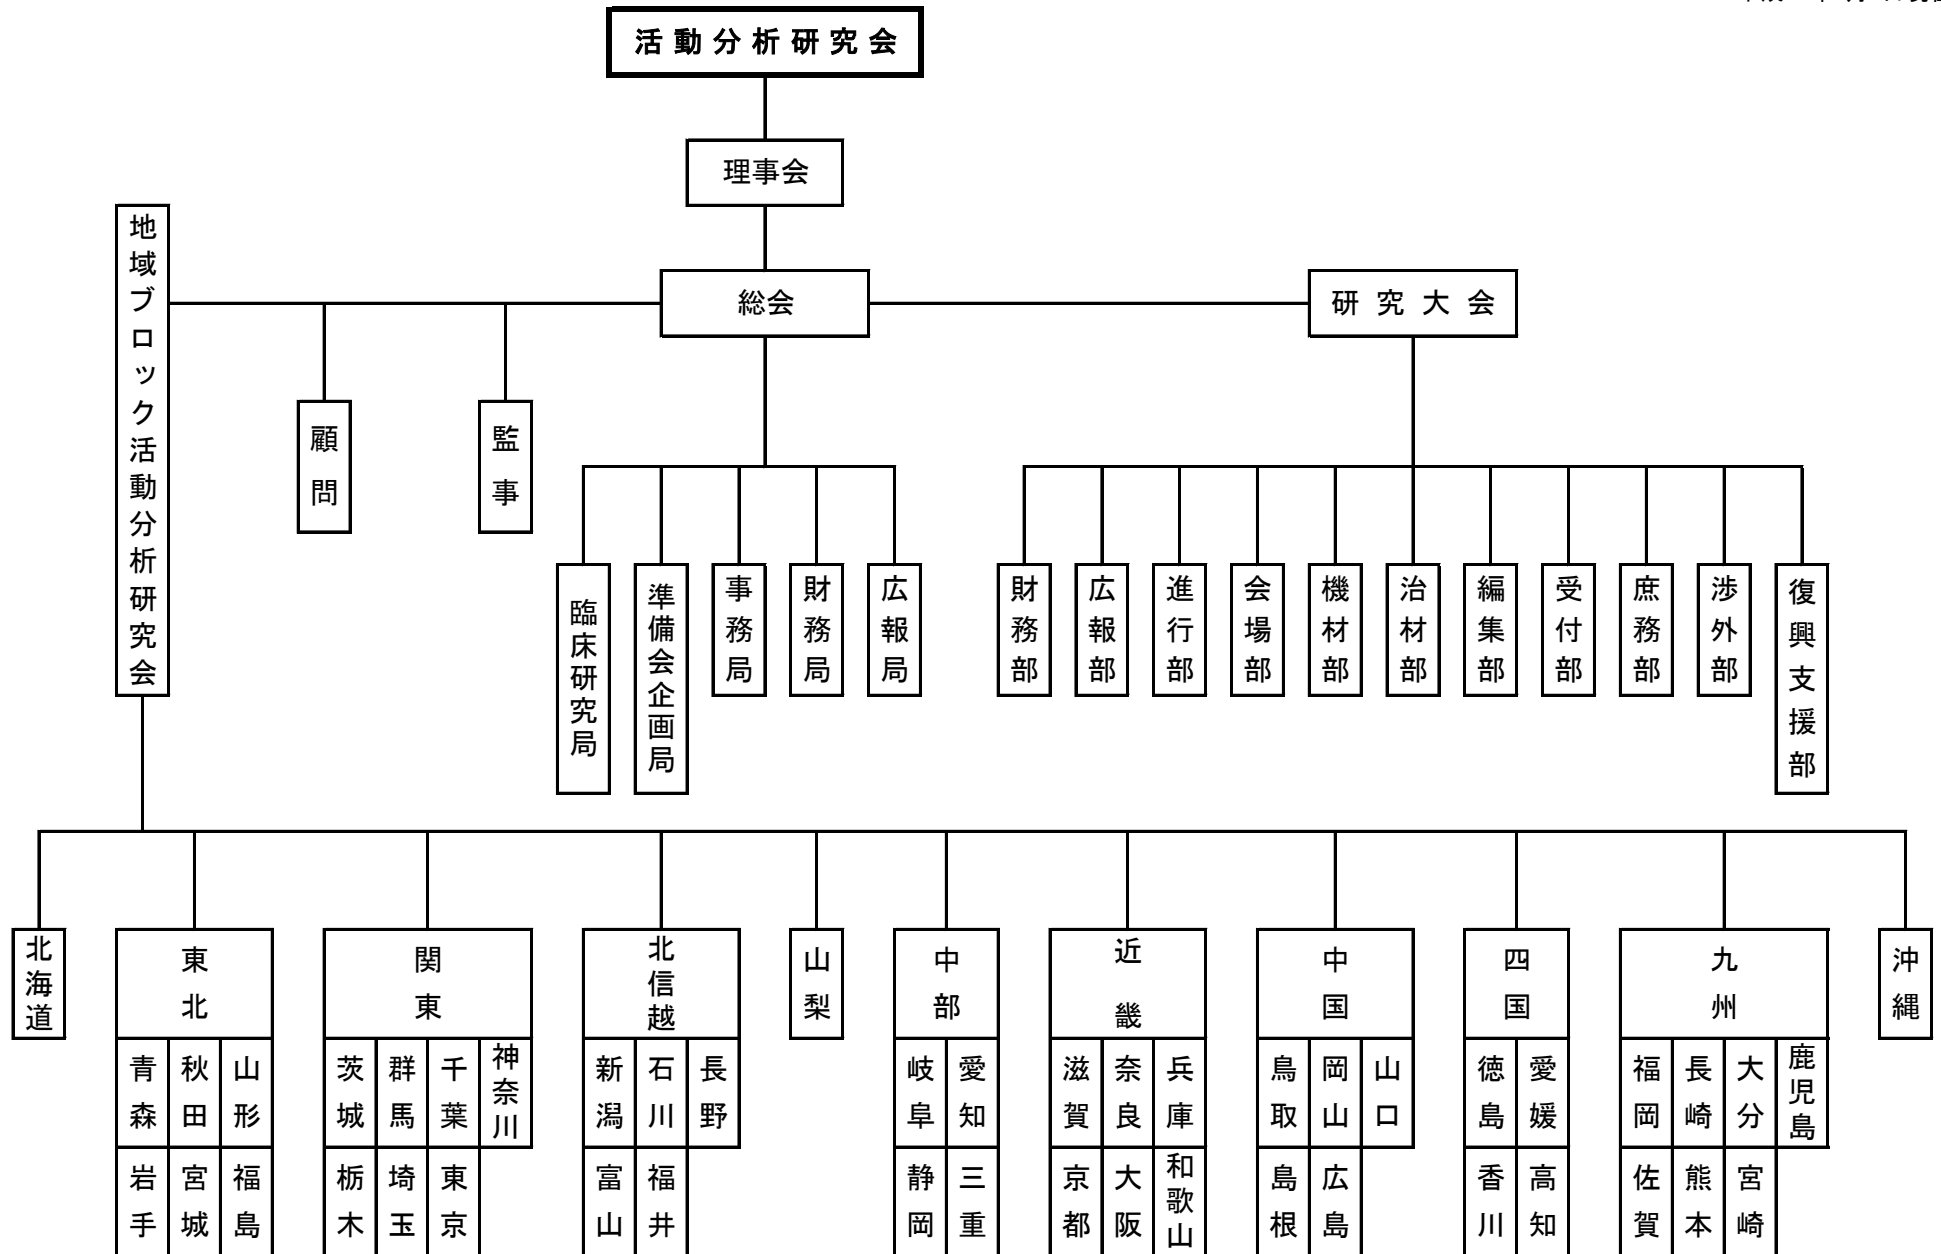 活動分析研究会
理事会
総会
研究大会
地域ブロック活動分析研究会
顧問
監事
臨床研究局
準備会企画局
事務局
財務局
広報局
財務部
広報部
進行部
会場部
機材部
治材部
編集部
受付部
庶務部
渉外部
復興支援部
北海道
東北
青森
秋田
山形
岩手
宮城
福島
関東
茨城
群馬
千葉
神奈川
栃木
埼玉
東京
北信越
新潟
石川
長野
富山
福井
山梨
中部
岐阜
愛知
静岡
三重
近畿
滋賀
奈良
兵庫
京都
大阪
和歌山
中国
鳥取
岡山
山口
島根
広島
四国
徳島
愛媛
香川
高知
九州
福岡
長崎
大分
鹿児島
佐賀
熊本
宮崎
沖縄